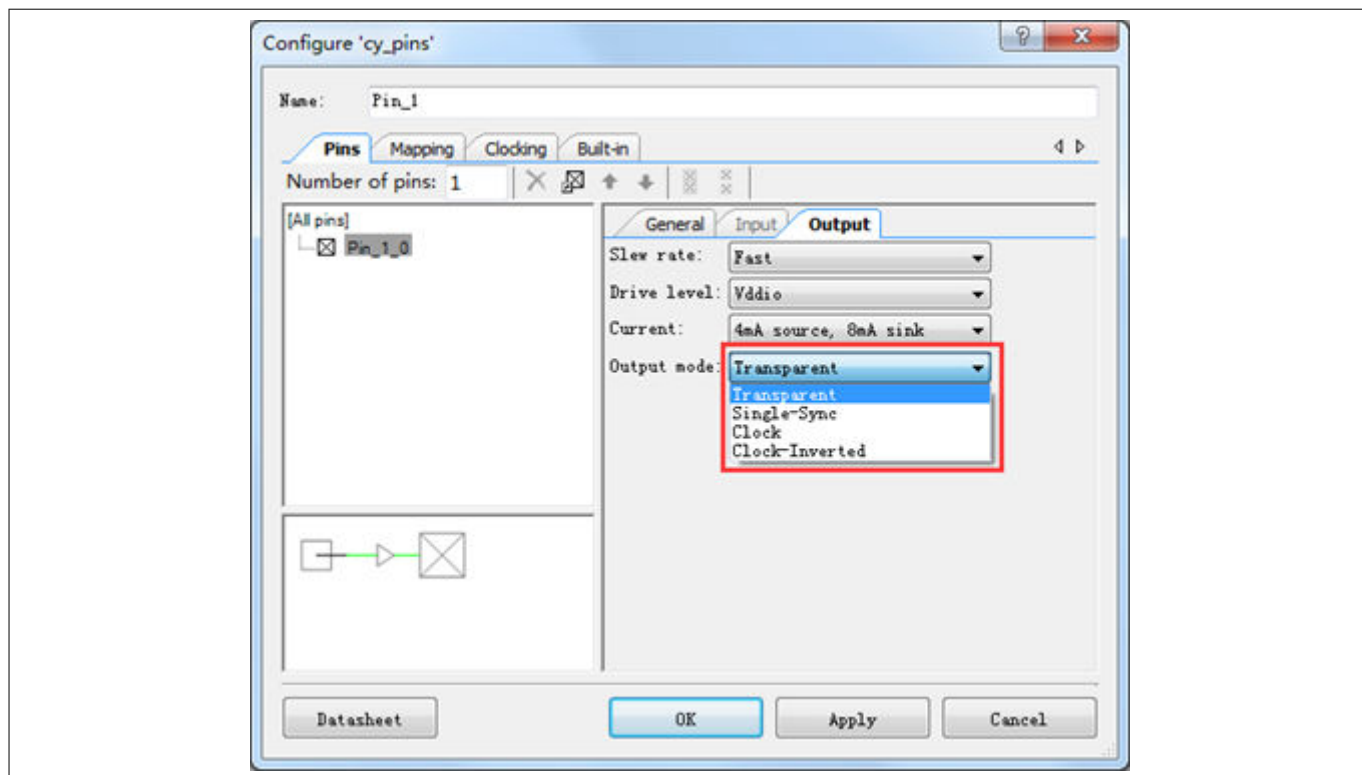 Configure 'cy_pins'
Name: Pin_1
Pins Mapping Clocking Built-in
Number of pins: 1
[All pins]
Pin_1_0
General Input Output
Slew rate: Fast
Drive level: Vddio
Current: 4mA source, 8mA sink
Output mode: Transparent
Transparent
Single-Sync
Clock
Clock-Inverted
Datasheet OK Apply Cancel